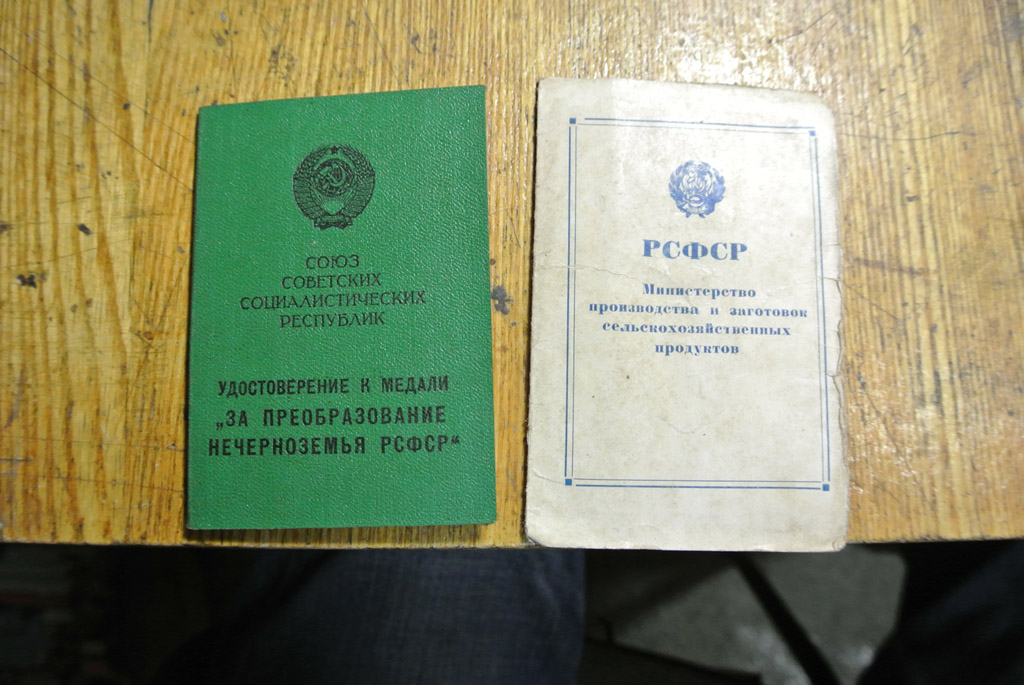 СОЮЗ
СОВЕТСКИХ
СОЦИАЛИСТИЧЕСКИХ
РЕСПУБЛИК
УДОСТОВЕРЕНИЕ К МЕДАЛИ
„ЗА ПРЕОБРАЗОВАНИЕ
НЕЧЕРНОЗЕМЬЯ РСФСР“
РСФСР
Министерство
производства и заготовок
сельскохозяйственных
продуктов